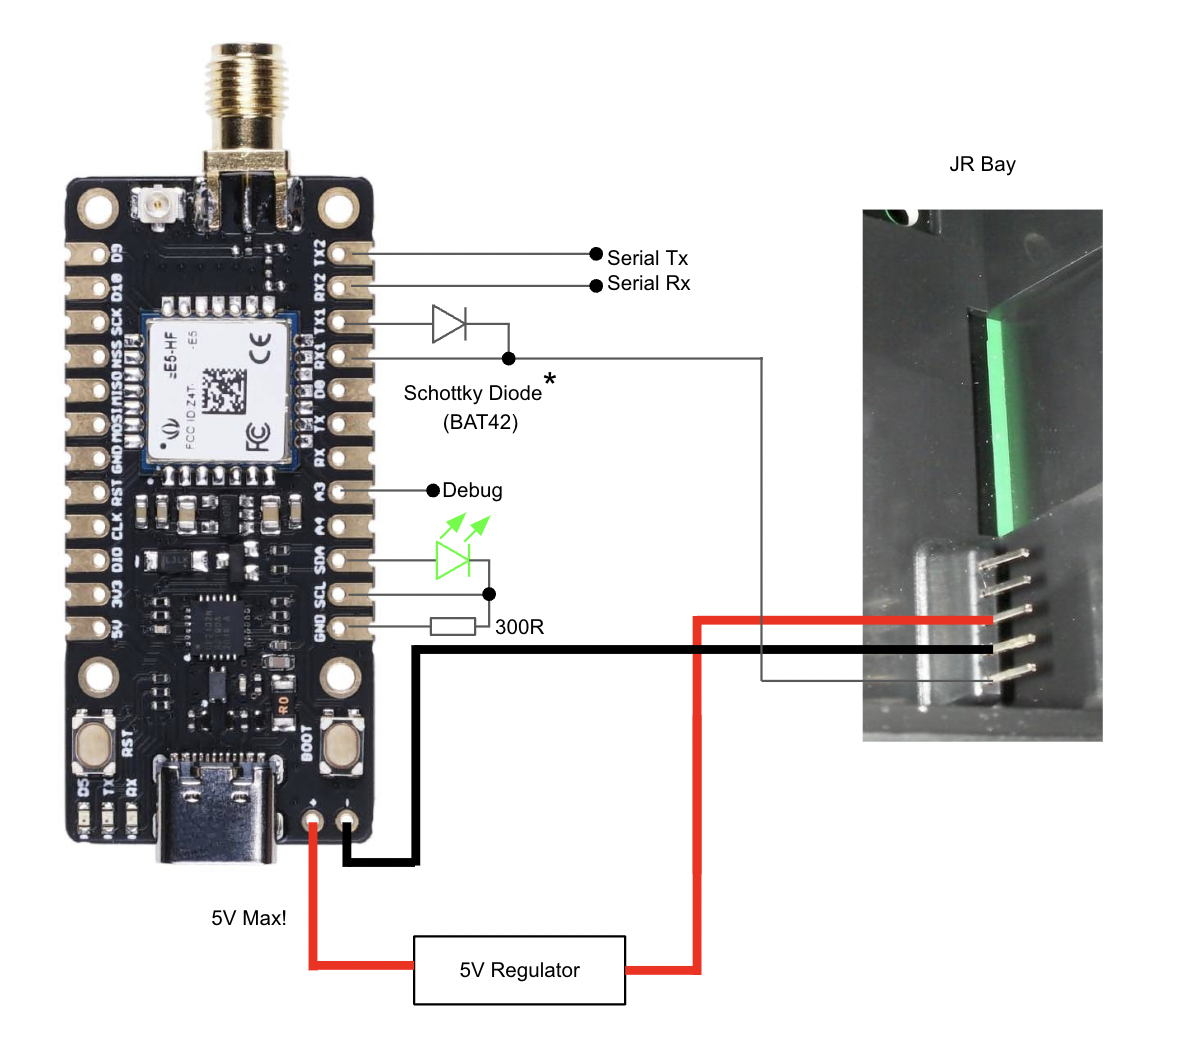 JR Bay
D9
D10
SCK
NSS
MISO
MOSI
GND
RST
CLK
DIO
3V3
5V
TX2
RX2
TX1
RX1
D0
TX
RX
A3
A4
SDA
SCL
GND
-E5-HF
-E5
FCC ID:Z4T-
CE
FC
Serial Tx
Serial Rx
Schottky Diode*
(BAT42)
Debug
300R
R0
RST
BOOT
D5
TX
RX
+
-
5V Max!
5V Regulator